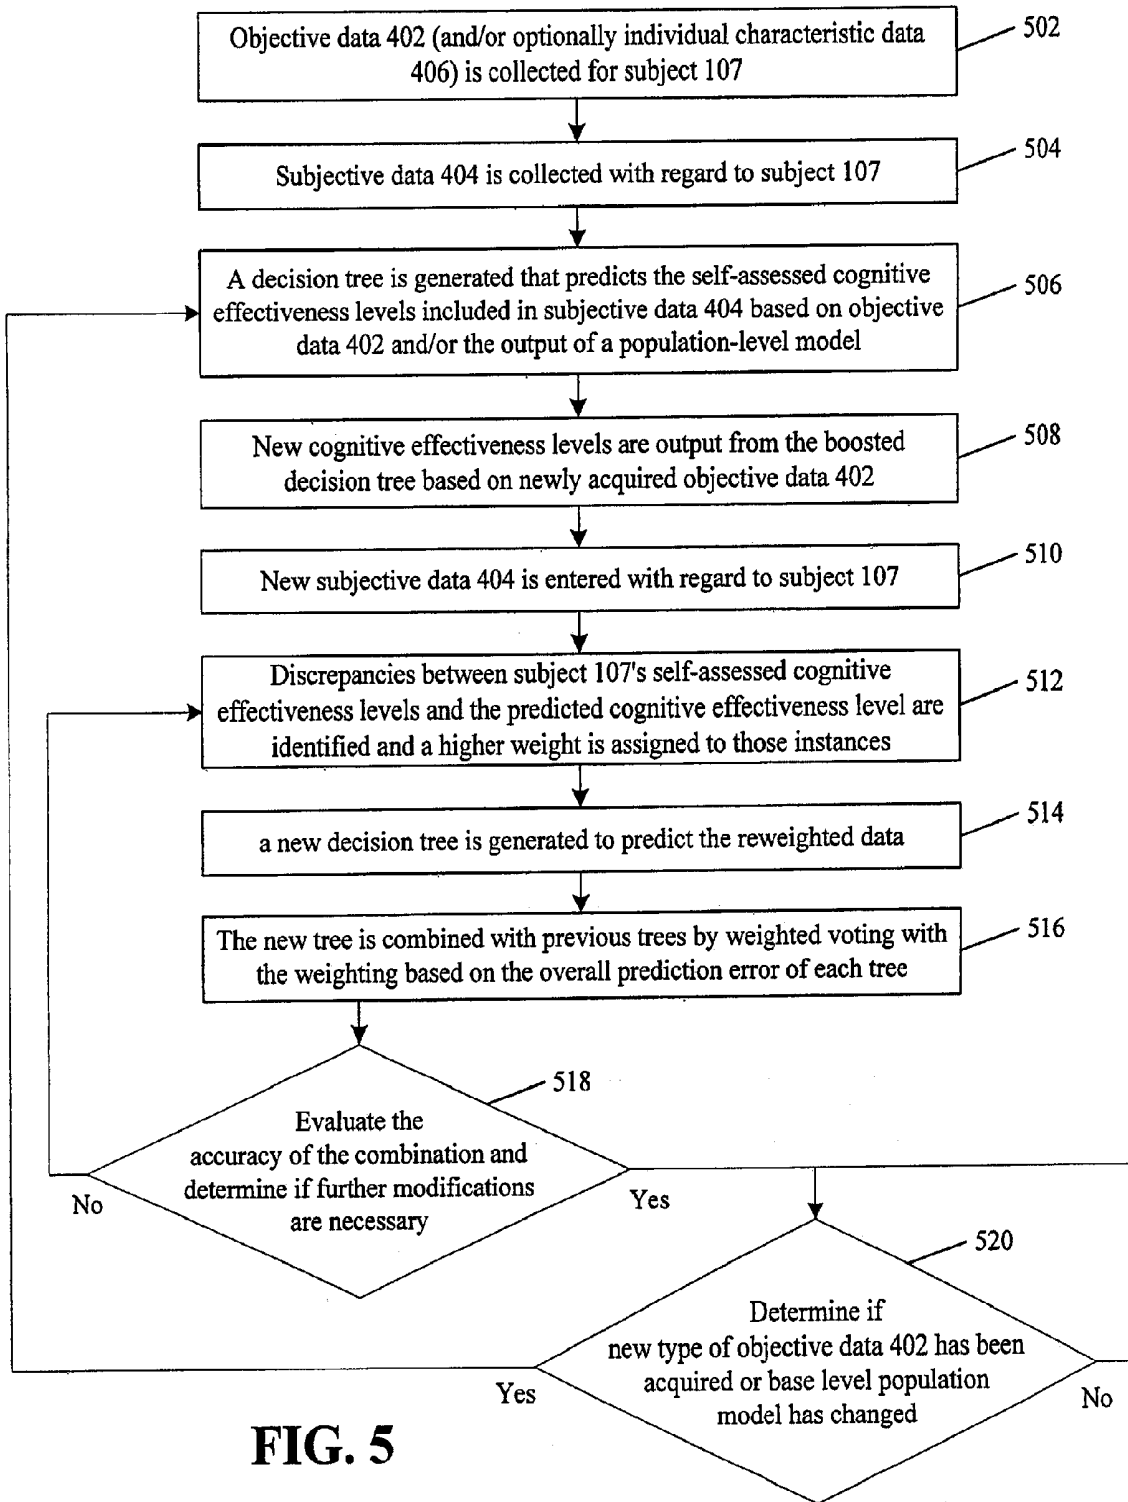 Objective data 402 (and/or optionally individual characteristic data
406) is collected for subject 107
502
Subjective data 404 is collected with regard to subject 107
504
A decision tree is generated that predicts the self-assessed cognitive
effectiveness levels included in subjective data 404 based on objective
data 402 and/or the output of a population-level model
506
New cognitive effectiveness levels are output from the boosted
decision tree based on newly acquired objective data 402
508
New subjective data 404 is entered with regard to subject 107
510
Discrepancies between subject 107's self-assessed cognitive
effectiveness levels and the predicted cognitive effectiveness level are
identified and a higher weight is assigned to those instances
512
a new decision tree is generated to predict the reweighted data
514
The new tree is combined with previous trees by weighted voting with
the weighting based on the overall prediction error of each tree
516
Evaluate the
accuracy of the combination and
determine if further modifications
are necessary
518
No
Yes
Determine if
new type of objective data 402 has been
acquired or base level population
model has changed
520
Yes
No
FIG. 5